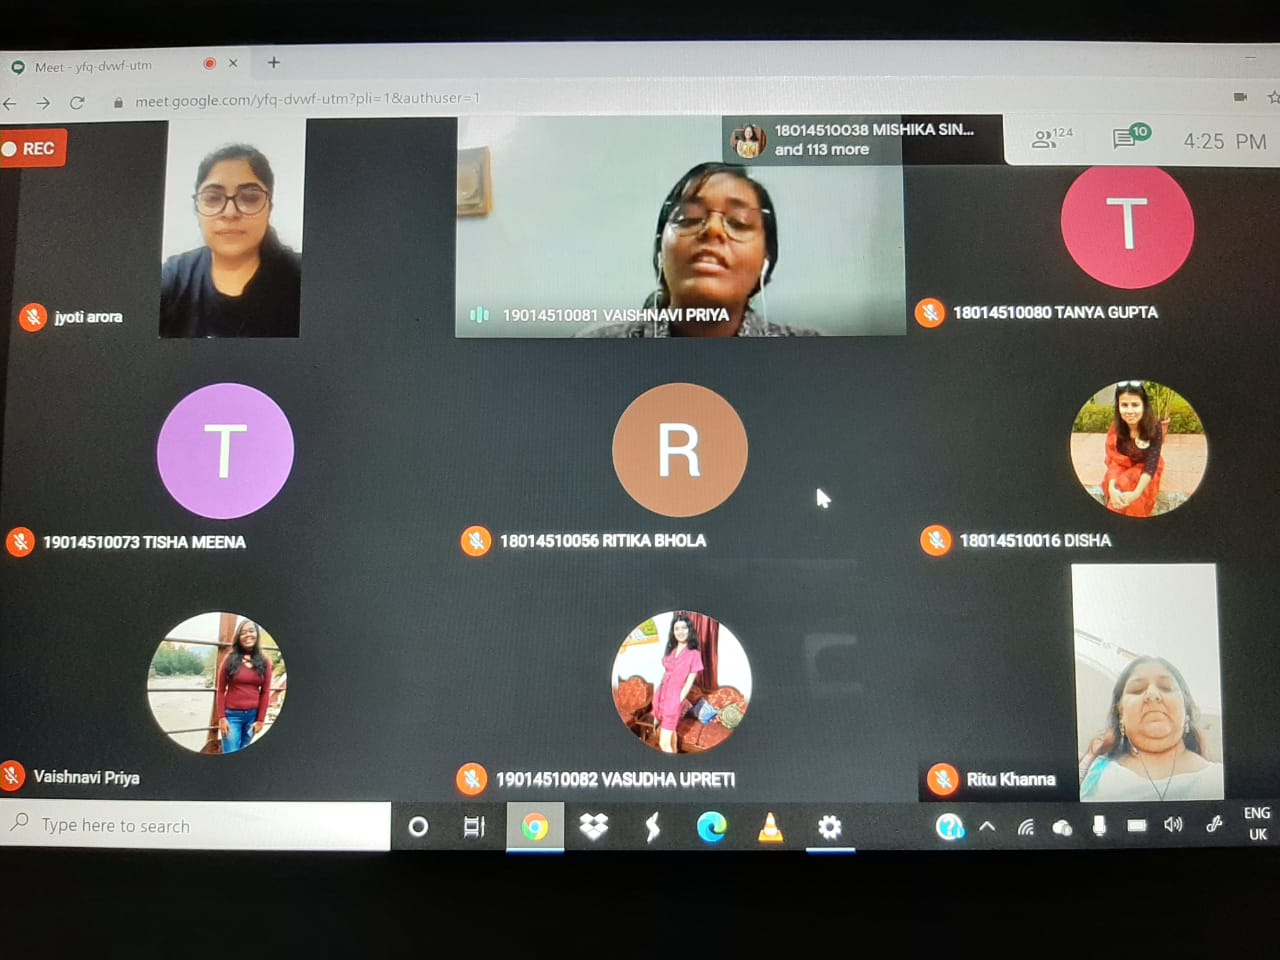 Meet - yfq-dvwf-utm
meet.google.com/yfq-dvwf-utm?pli=1&authuser=1
REC
18014510038 MISHIKA SIN...
and 113 more
124
10
4:25 PM
jyoti arora
19014510081 VAISHNAVI PRIYA
T
18014510080 TANYA GUPTA
T
19014510073 TISHA MEENA
R
18014510056 RITIKA BHOLA
18014510016 DISHA
Vaishnavi Priya
19014510082 VASUDHA UPRETI
Ritu Khanna
Type here to search
ENG
UK